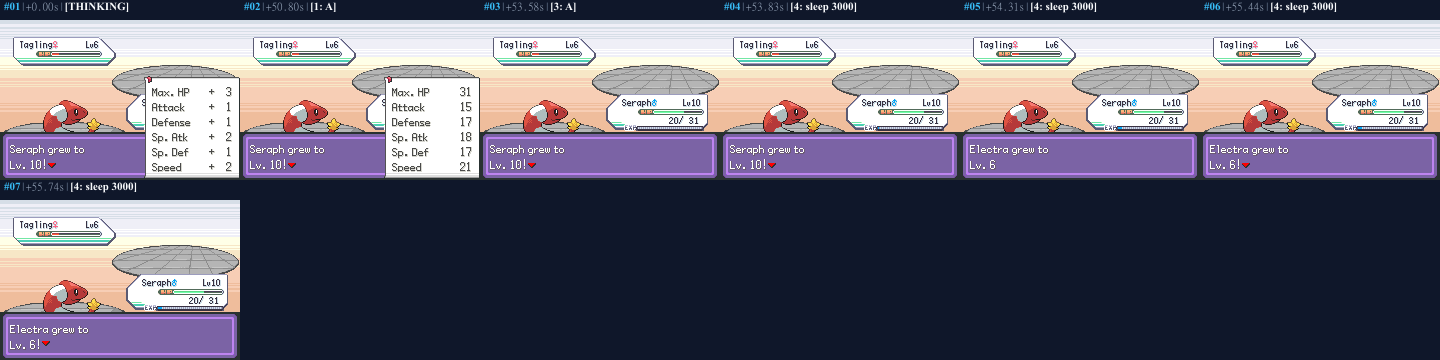 #01|+0.00s|[THINKING]
Tagling♀ Lv6
Max. HP + 3
Attack + 1
Defense + 1
Sp. Atk + 2
Sp. Def + 1
Speed + 2
Seraph grew to
Lv. 10!
#02|+50.80s|[1: A]
Tagling♀ Lv6
Max. HP 31
Attack 15
Defense 17
Sp. Atk 18
Sp. Def 17
Speed 21
Seraph grew to
Lv. 10!
#03|+53.58s|[3: A]
Tagling♀ Lv6
Seraph♂ Lv10
20/ 31
EXP
Seraph grew to
Lv. 10!
#04|+53.83s|[4: sleep 3000]
Tagling♀ Lv6
Seraph♂ Lv10
20/ 31
EXP
Seraph grew to
Lv. 10!
#05|+54.31s|[4: sleep 3000]
Tagling♀ Lv6
Seraph♂ Lv10
20/ 31
EXP
Electra grew to
Lv. 6
#06|+55.44s|[4: sleep 3000]
Tagling♀ Lv6
Seraph♂ Lv10
20/ 31
EXP
Electra grew to
Lv. 6!
#07|+55.74s|[4: sleep 3000]
Tagling♀ Lv6
Seraph♂ Lv10
20/ 31
EXP
Electra grew to
Lv. 6!